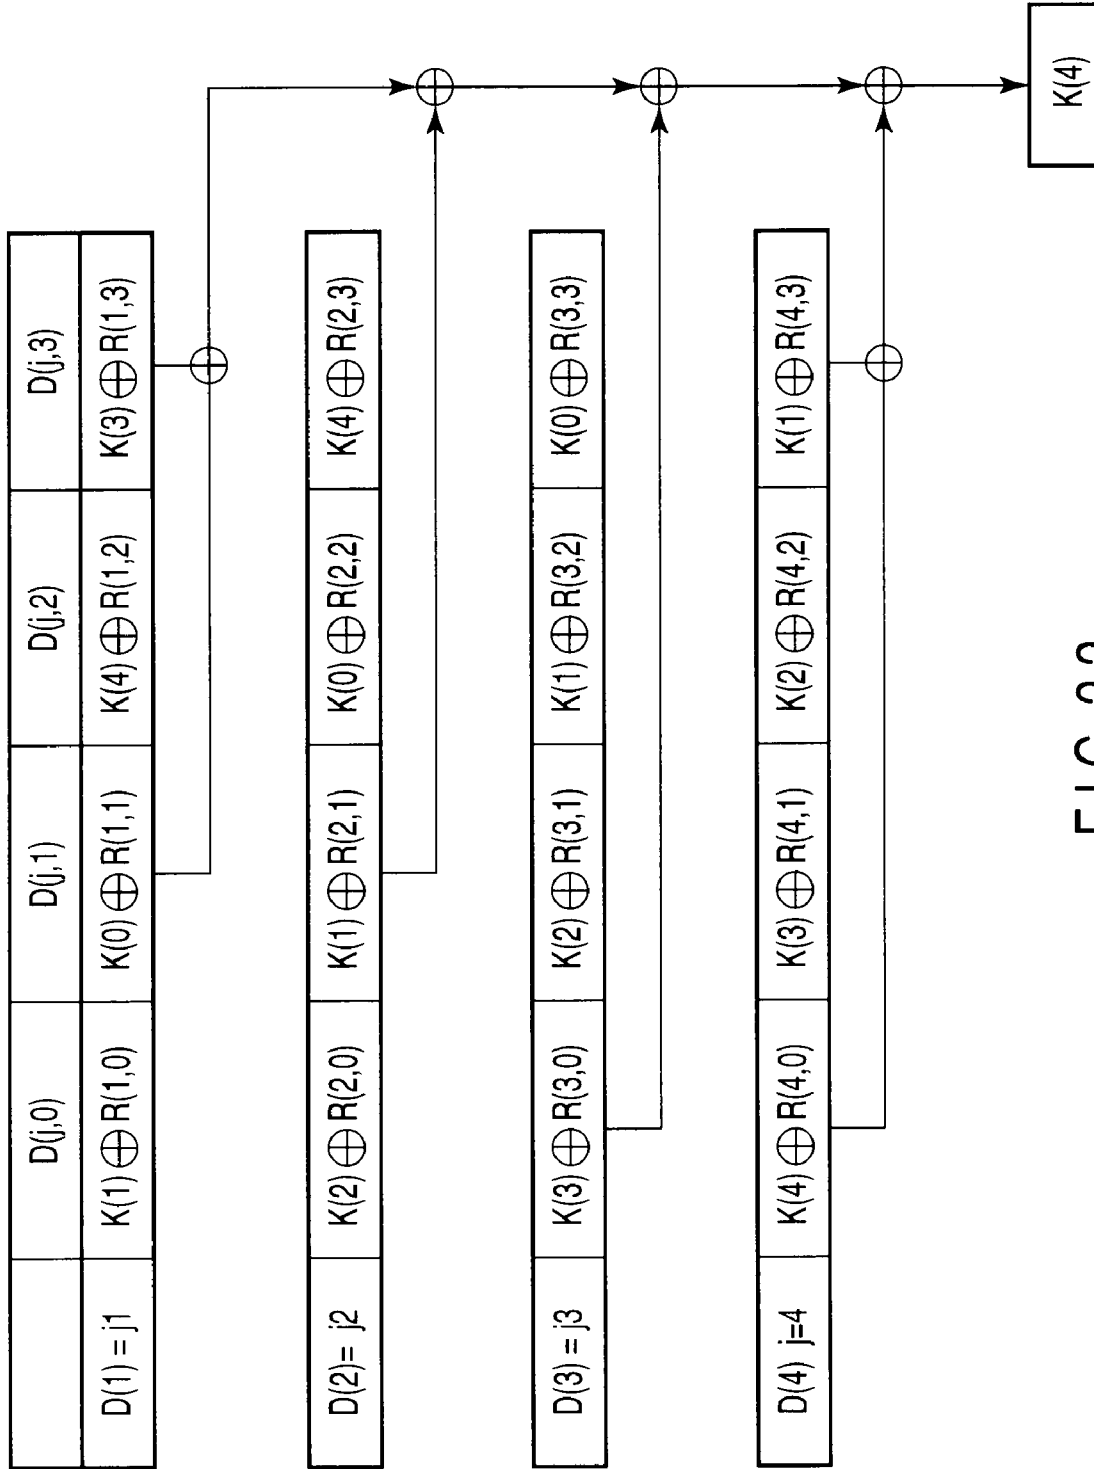 D(j,0) D(j,1) D(j,2) D(j,3)
D(1) = j1 K(1)⊕R(1,0) K(0)⊕R(1,1) K(4)⊕R(1,2) K(3)⊕R(1,3)
D(2)= j2 K(2)⊕R(2,0) K(1)⊕R(2,1) K(0)⊕R(2,2) K(4)⊕R(2,3)
D(3) = j3 K(3)⊕R(3,0) K(2)⊕R(3,1) K(1)⊕R(3,2) K(0)⊕R(3,3)
D(4) j=4 K(4)⊕R(4,0) K(3)⊕R(4,1) K(2)⊕R(4,2) K(1)⊕R(4,3)
K(4)